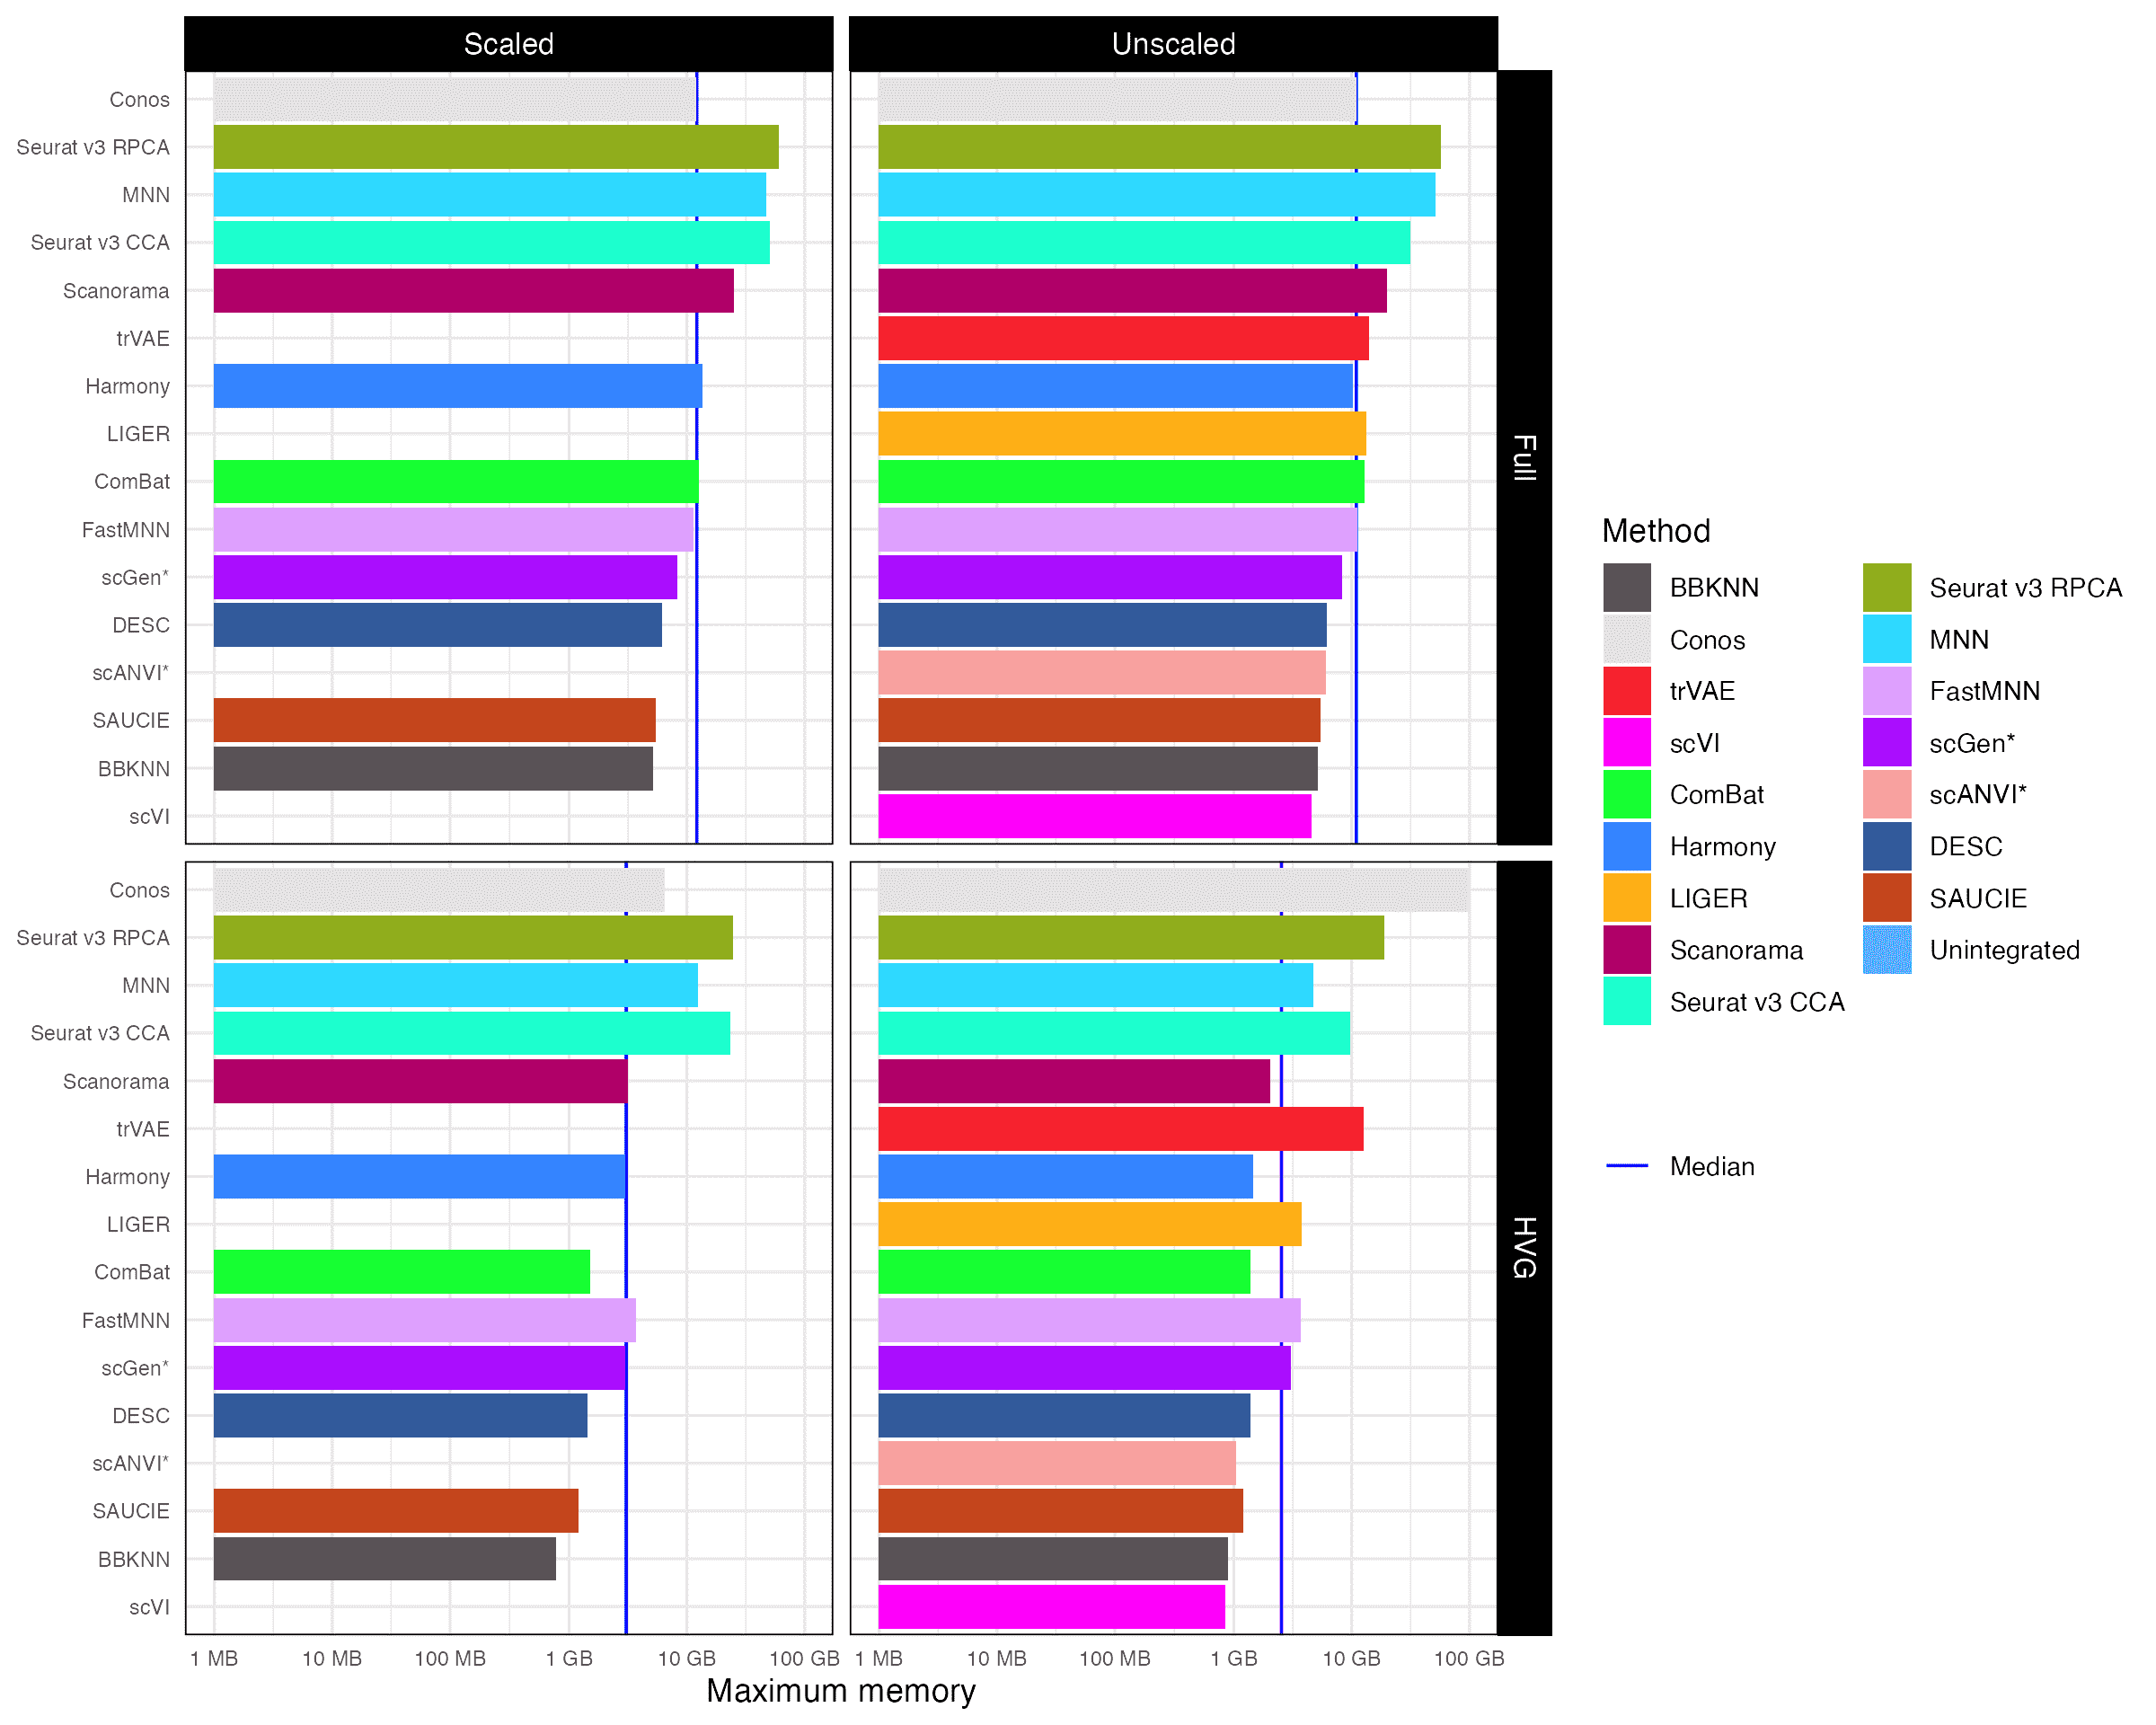 Scaled
Unscaled
Conos
Seurat v3 RPCA
MNN
Seurat v3 CCA
Scanorama
trVAE
Harmony
LIGER
ComBat
FastMNN
scGen*
DESC
scANVI*
SAUCIE
BBKNN
scVI
Full
Conos
Seurat v3 RPCA
MNN
Seurat v3 CCA
Scanorama
trVAE
Harmony
LIGER
ComBat
FastMNN
scGen*
DESC
scANVI*
SAUCIE
BBKNN
scVI
HVG
1 MB 10 MB 100 MB 1 GB 10 GB 100 GB
1 MB 10 MB 100 MB 1 GB 10 GB 100 GB
Maximum memory
Method
BBKNN
Conos
trVAE
scVI
ComBat
Harmony
LIGER
Scanorama
Seurat v3 CCA
Seurat v3 RPCA
MNN
FastMNN
scGen*
scANVI*
DESC
SAUCIE
Unintegrated
Median